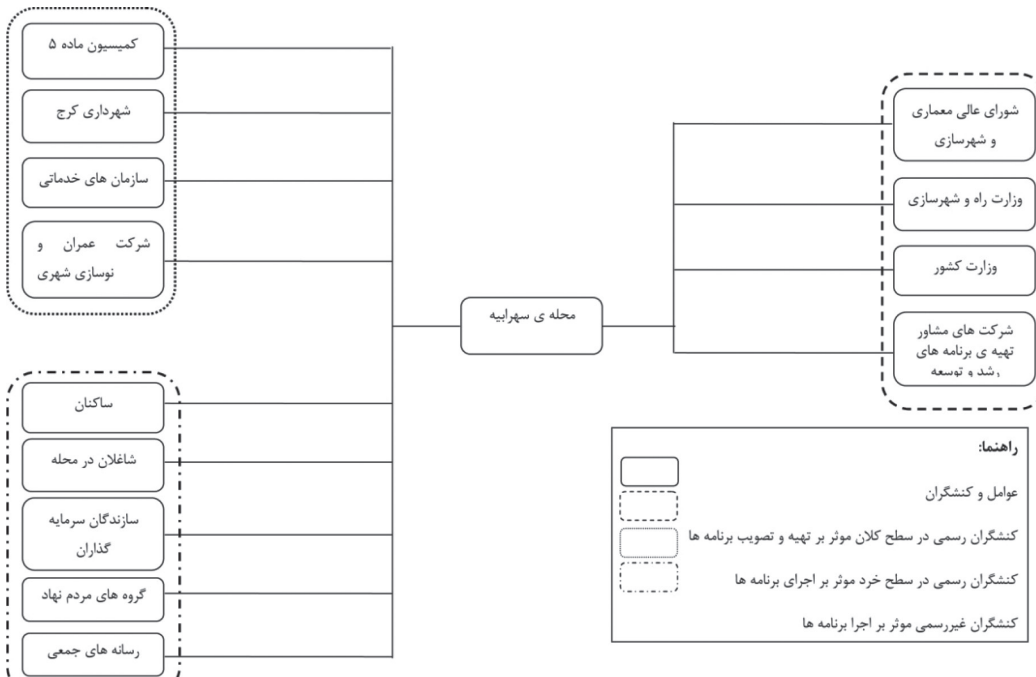 شورای عالی معماری
و شهرسازی
وزارت راه و شهرسازی
وزارت کشور
شرکت های مشاور
تهیه ی برنامه های
رشد و توسعه
محله ی سهرابیه
کمیسیون ماده ۵
شهرداری کرج
سازمان های خدماتی
شرکت عمران و
نوسازی شهری
ساکنان
شاغلان در محله
سازندگان سرمایه
گذاران
گروه های مردم نهاد
رسانه های جمعی
راهنما:
عوامل و کنشگران
کنشگران رسمی در سطح کلان موثر بر تهیه و تصویب برنامه ها
کنشگران رسمی در سطح خرد موثر بر اجرای برنامه ها
کنشگران غیررسمی موثر بر اجرا برنامه ها